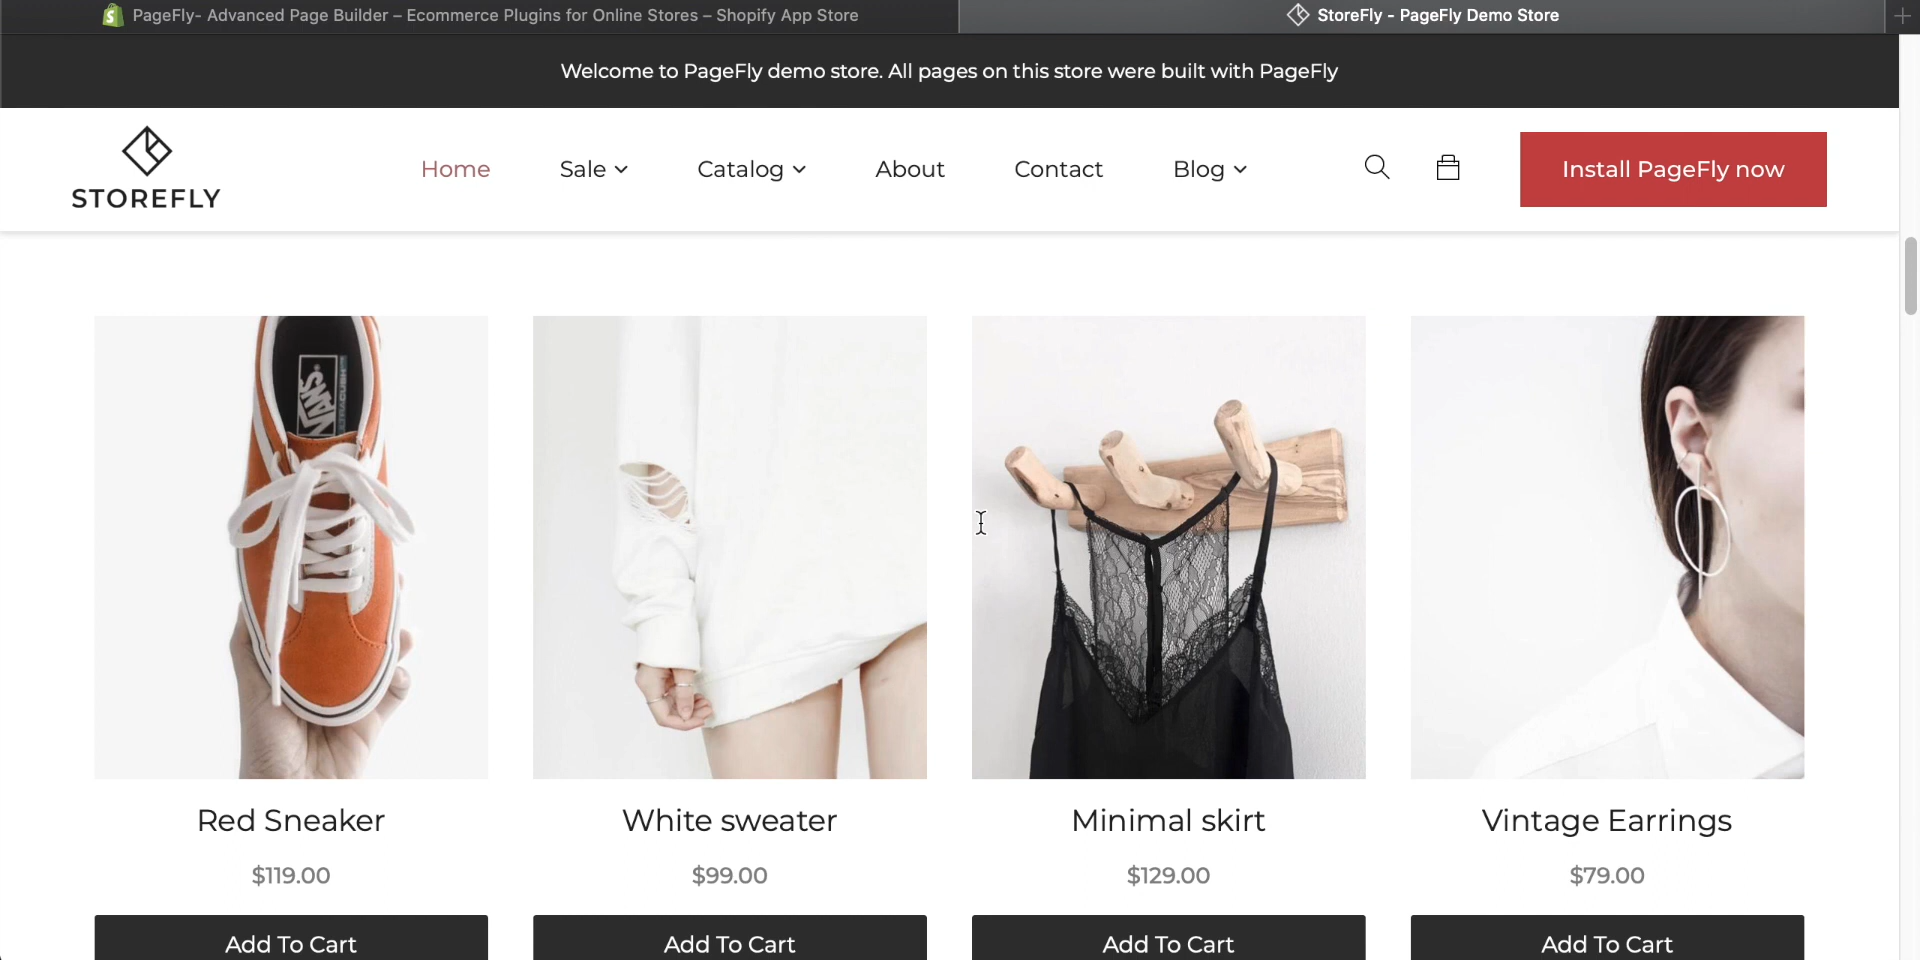 PageFly- Advanced Page Builder – Ecommerce Plugins for Online Stores – Shopify App Store
StoreFly - PageFly Demo Store
Welcome to PageFly demo store. All pages on this store were built with PageFly
STOREFLY
Home Sale Catalog About Contact Blog
Install PageFly now
VANS
ULTRACUSH
Red Sneaker White sweater Minimal skirt Vintage Earrings
$119.00 $99.00 $129.00 $79.00
Add To Cart Add To Cart Add To Cart Add To Cart